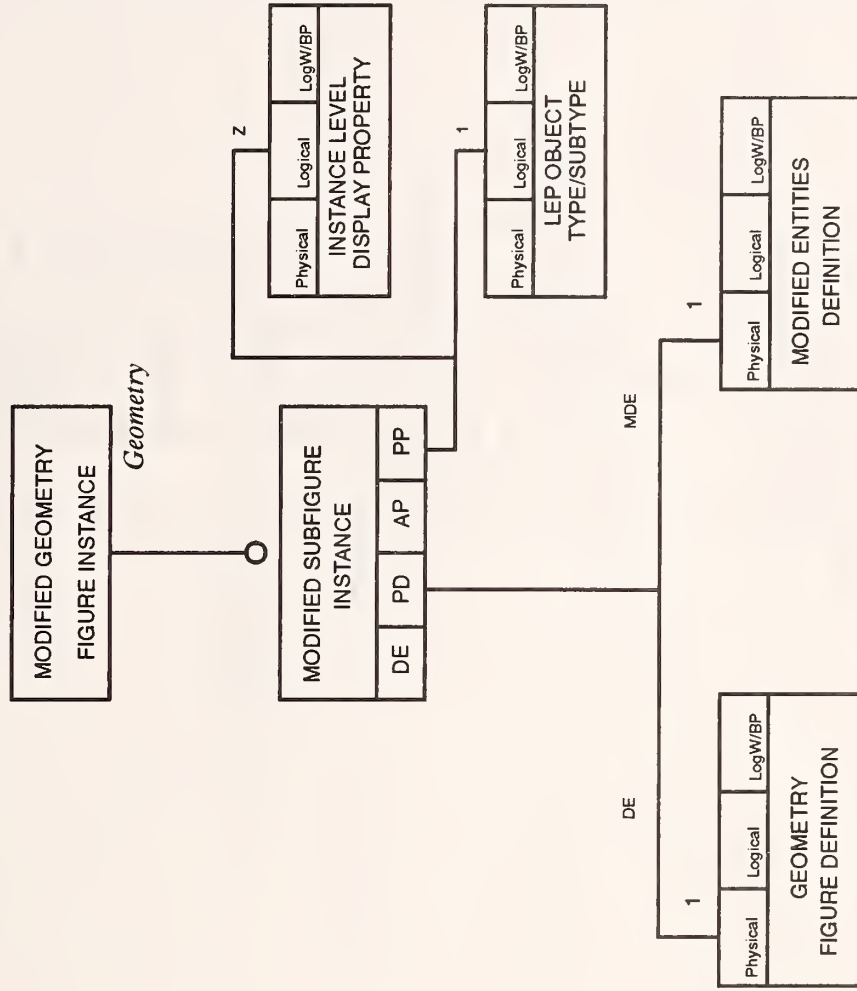 MODIFIED GEOMETRY
FIGURE INSTANCE
Geometry
MODIFIED SUBFIGURE
INSTANCE
DE
PD
AP
PP
Z
Physical
Logical
LogW/BP
INSTANCE LEVEL
DISPLAY PROPERTY
1
Physical
Logical
LogW/BP
LEP OBJECT
TYPE/SUBTYPE
DE
1
Physical
Logical
LogW/BP
GEOMETRY
FIGURE DEFINITION
MDE
1
Physical
Logical
LogW/BP
MODIFIED ENTITIES
DEFINITION